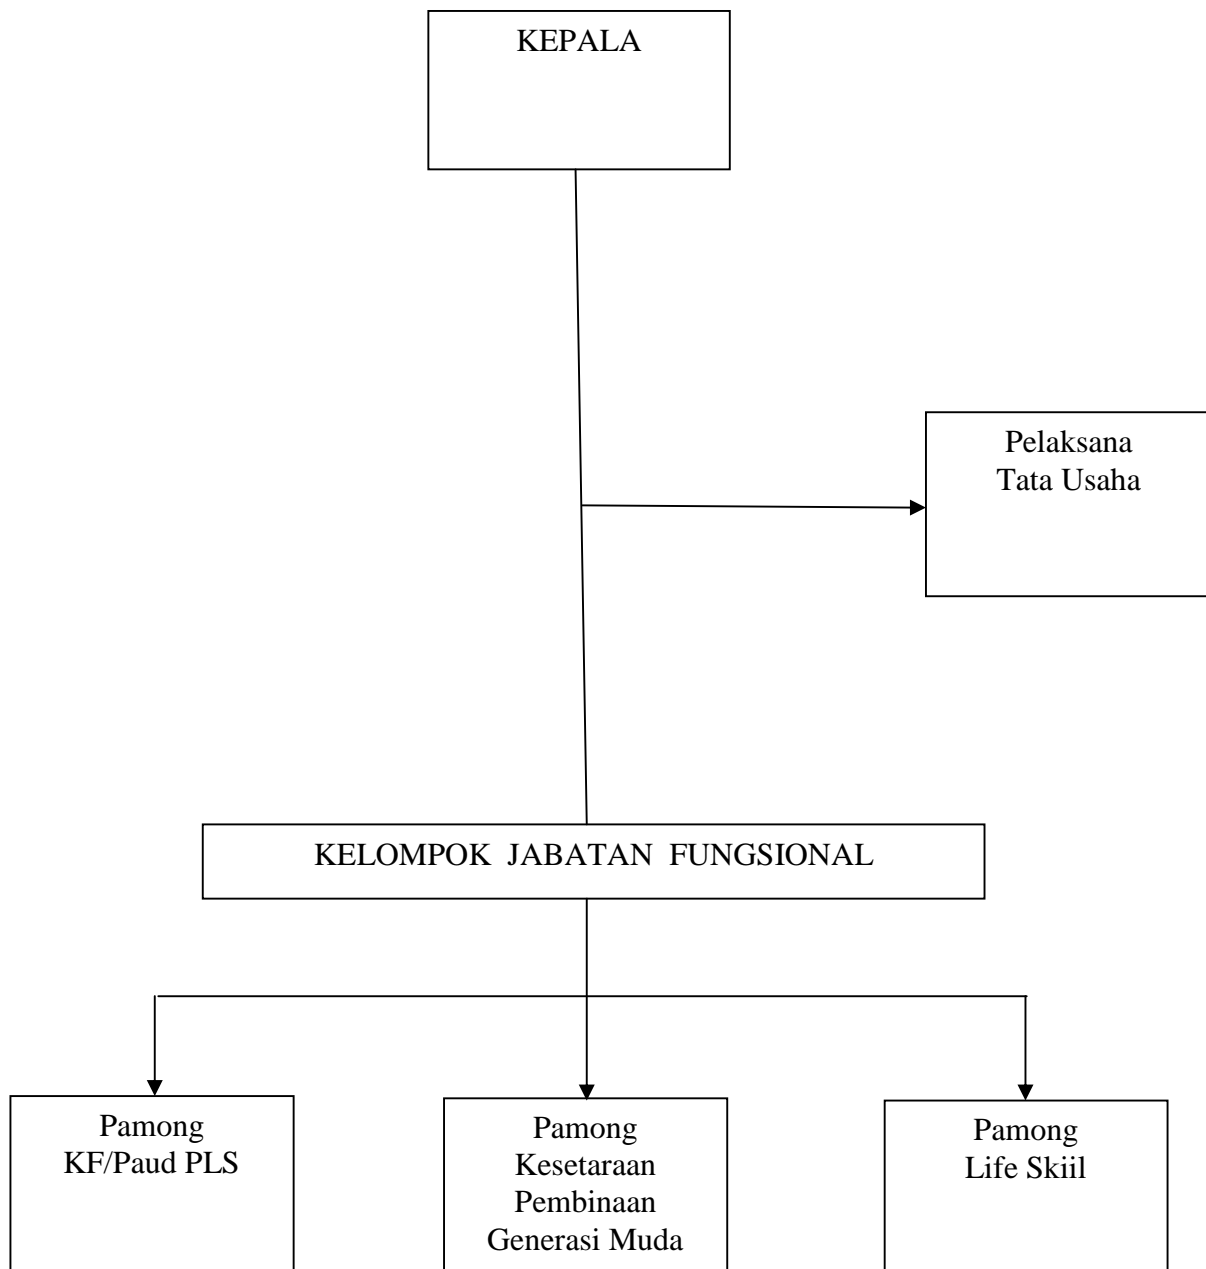 KEPALA
Pelaksana
Tata Usaha
KELOMPOK JABATAN FUNGSIONAL
Pamong
KF/Paud PLS
Pamong
Kesetaraan
Pembinaan
Generasi Muda
Pamong
Life Skiil